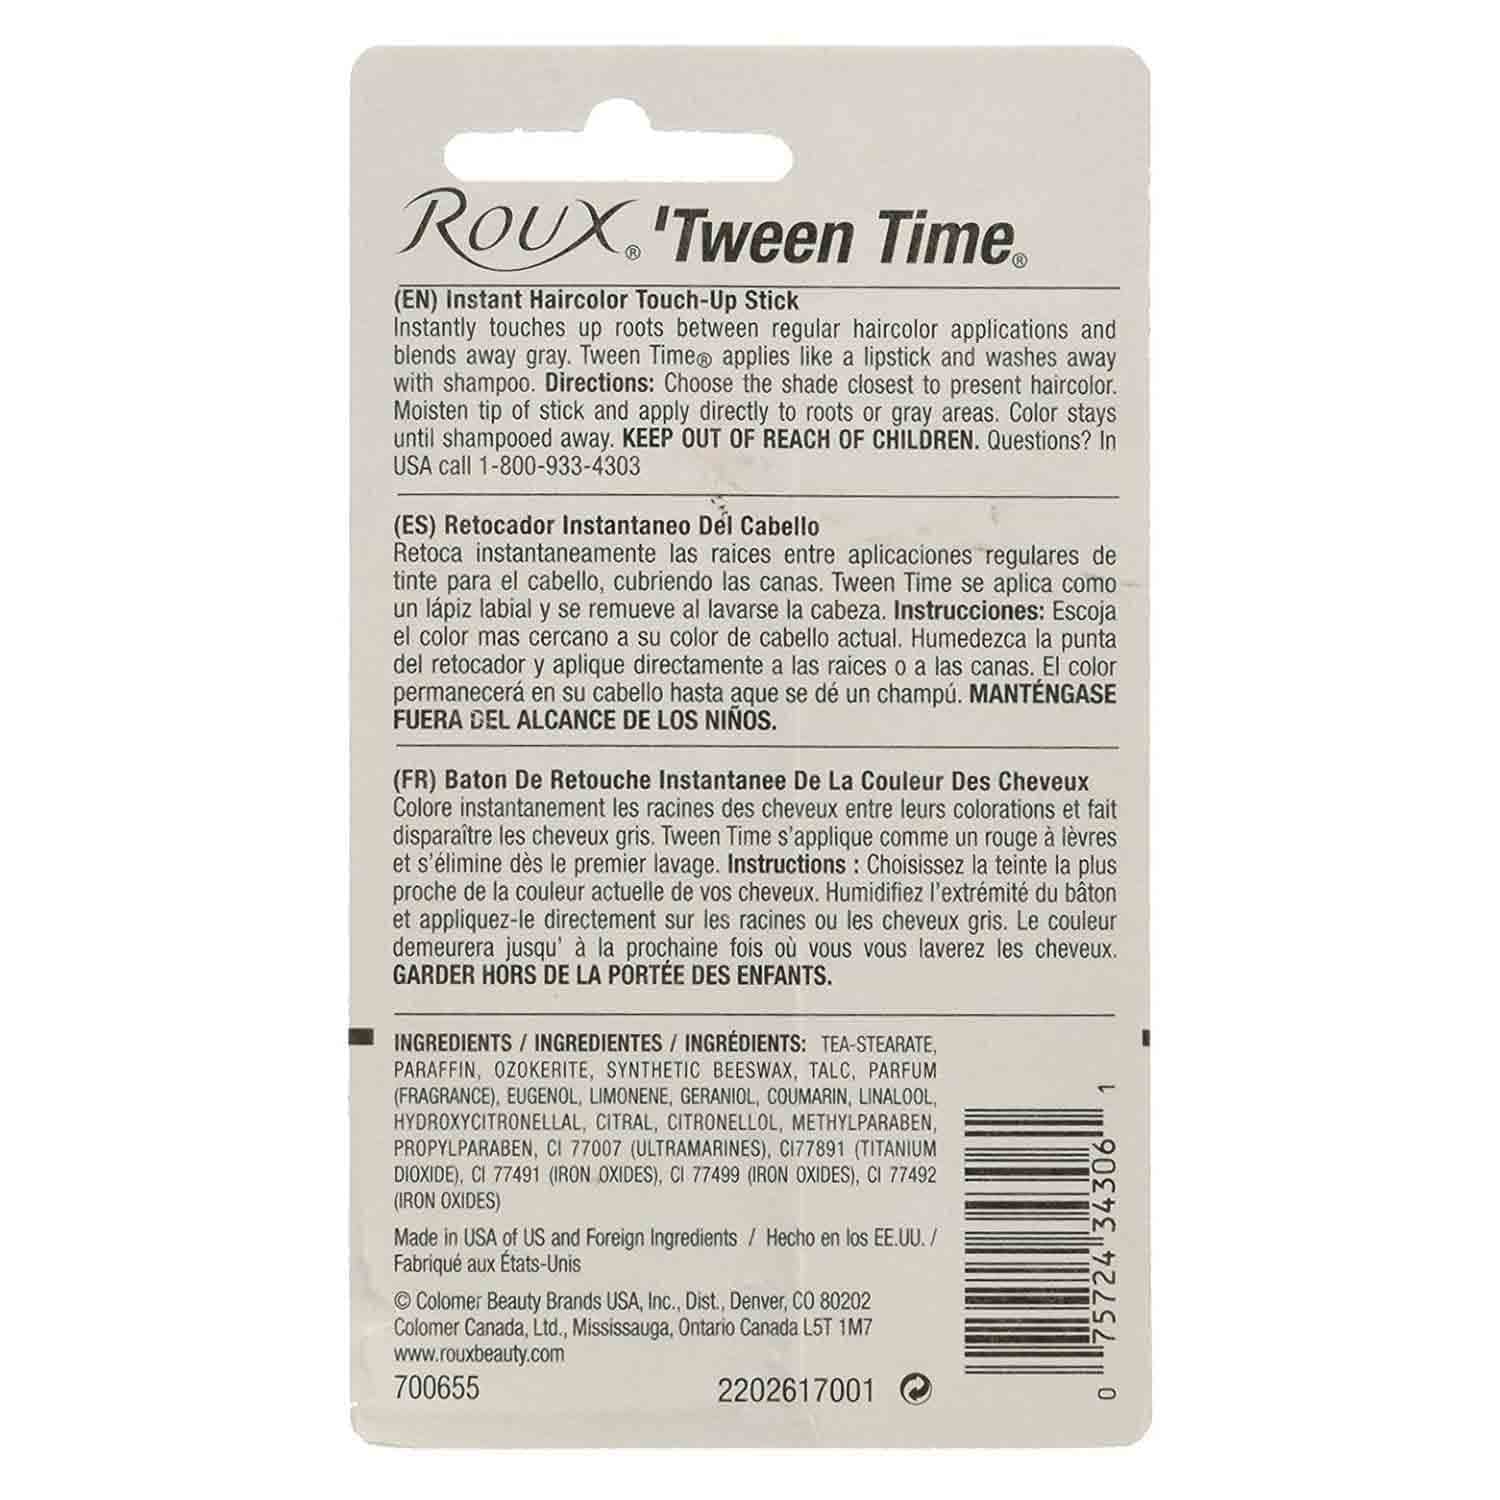 ROUX® 'Tween Time®
(EN) Instant Haircolor Touch-Up Stick
Instantly touches up roots between regular haircolor applications and
blends away gray. Tween Time® applies like a lipstick and washes away
with shampoo. Directions: Choose the shade closest to present haircolor.
Moisten tip of stick and apply directly to roots or gray areas. Color stays
until shampooed away. KEEP OUT OF REACH OF CHILDREN. Questions? In
USA call 1-800-933-4303
(ES) Retocador Instantaneo Del Cabello
Retoca instantaneamente las raices entre aplicaciones regulares de
tinte para el cabello, cubriendo las canas. Tween Time se aplica como
un lápiz labial y se remueve al lavarse la cabeza. Instrucciones: Escoja
el color mas cercano a su color de cabello actual. Humedezca la punta
del retocador y aplique directamente a las raices o a las canas. El color
permanecerá en su cabello hasta aque se dé un champú. MANTÉNGASE
FUERA DEL ALCANCE DE LOS NIÑOS.
(FR) Baton De Retouche Instantanee De La Couleur Des Cheveux
Colore instantanement les racines des cheveux entre leurs colorations et fait
disparaître les cheveux gris. Tween Time s'applique comme un rouge à lèvres
et s'élimine dès le premier lavage. Instructions : Choisissez la teinte la plus
proche de la couleur actuelle de vos cheveux. Humidifiez l'extrémité du bâton
et appliquez-le directement sur les racines ou les cheveux gris. Le couleur
demeurera jusqu' à la prochaine fois où vous vous laverez les cheveux.
GARDER HORS DE LA PORTÉE DES ENFANTS.
INGREDIENTS / INGREDIENTES / INGRÉDIENTS: TEA-STEARATE,
PARAFFIN, OZOKERITE, SYNTHETIC BEESWAX, TALC, PARFUM
(FRAGRANCE), EUGENOL, LIMONENE, GERANIOL, COUMARIN, LINALOOL,
HYDROXYCITRONELLAL, CITRAL, CITRONELLOL, METHYLPARABEN,
PROPYLPARABEN, CI 77007 (ULTRAMARINES), CI77891 (TITANIUM
DIOXIDE), CI 77491 (IRON OXIDES), CI 77499 (IRON OXIDES), CI 77492
(IRON OXIDES)
Made in USA of US and Foreign Ingredients / Hecho en los EE.UU. /
Fabriqué aux États-Unis
© Colomer Beauty Brands USA, Inc., Dist., Denver, CO 80202
Colomer Canada, Ltd., Mississauga, Ontario Canada L5T 1M7
www.rouxbeauty.com
700655 2202617001
0 75724 34306 1